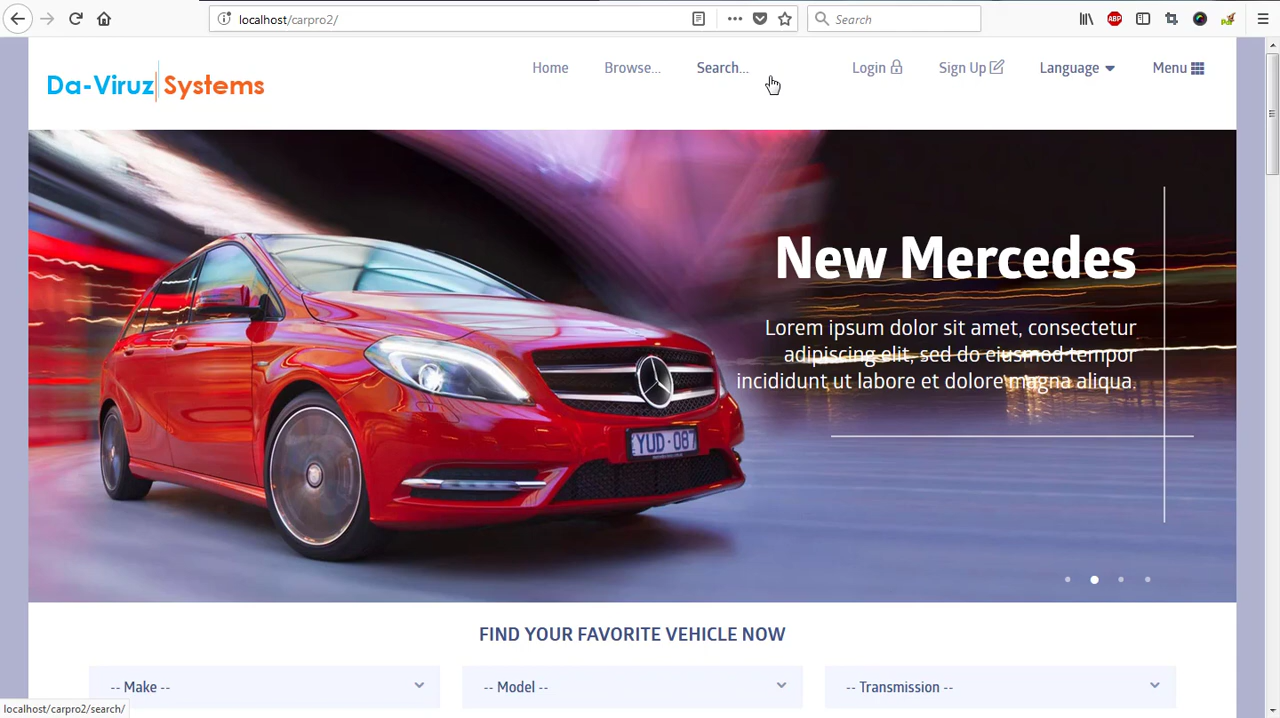 localhost/carpro2/
Search
ABP
Da-Viruz Systems
Home
Browse...
Search...
Login
Sign Up
Language
Menu
New Mercedes
Lorem ipsum dolor sit amet, consectetur
adipiscing elit, sed do eiusmod tempor
incididunt ut labore et dolore magna aliqua.
YUD·087
FIND YOUR FAVORITE VEHICLE NOW
-- Make --
-- Model --
-- Transmission --
localhost/carpro2/search/